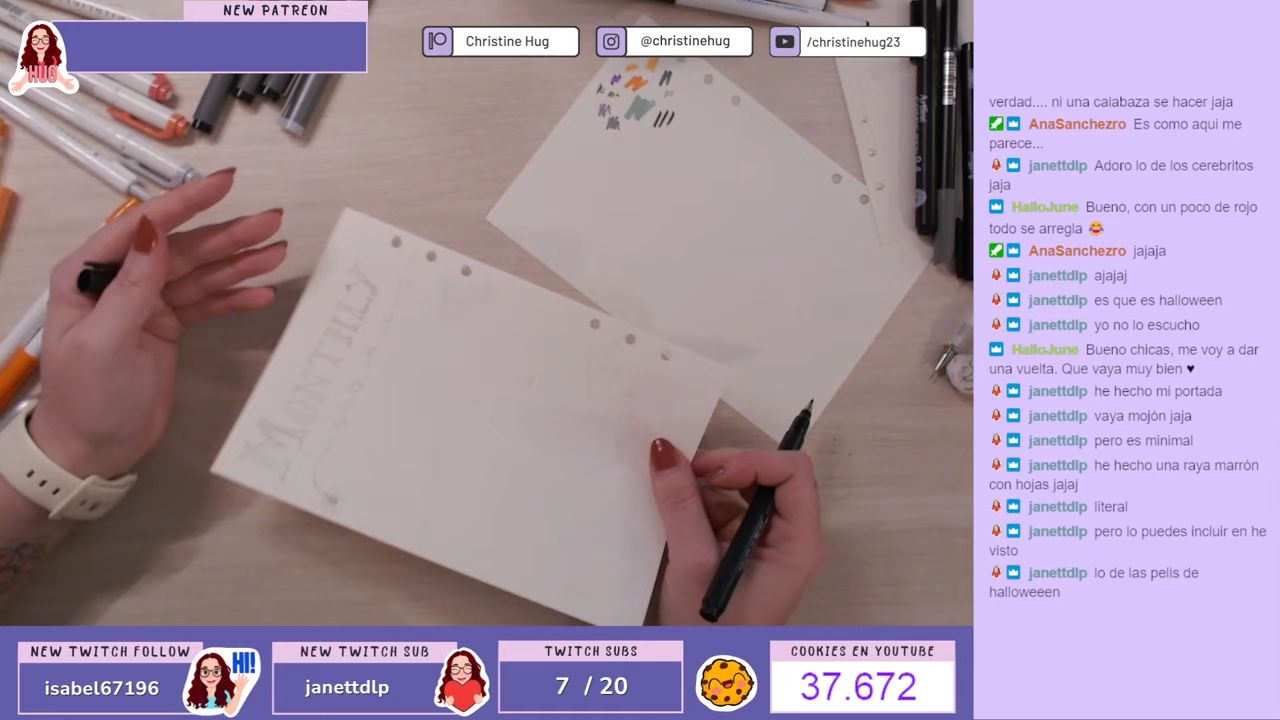 NEW PATREON
HUG
Christine Hug
@christinehug
/christinehug23
MONTHLY
verdad.... ni una calabaza se hacer jaja
AnaSanchezro Es como aqui me
parece...
janettdlp Adoro lo de los cerebritos
jaja
HalloJune Bueno, con un poco de rojo
todo se arregla 😂
AnaSanchezro jajaja
janettdlp ajajaj
janettdlp es que es halloween
janettdlp yo no lo escucho
HalloJune Bueno chicas, me voy a dar
una vuelta. Que vaya muy bien ♥
janettdlp he hecho mi portada
janettdlp vaya mojón jaja
janettdlp pero es minimal
janettdlp he hecho una raya marrón
con hojas jajaj
janettdlp literal
janettdlp pero lo puedes incluir en he
visto
janettdlp lo de las pelis de
halloweeen
NEW TWITCH FOLLOW
isabel67196
HI!
NEW TWITCH SUB
janettdlp
TWITCH SUBS
7 / 20
COOKIES EN YOUTUBE
37.672